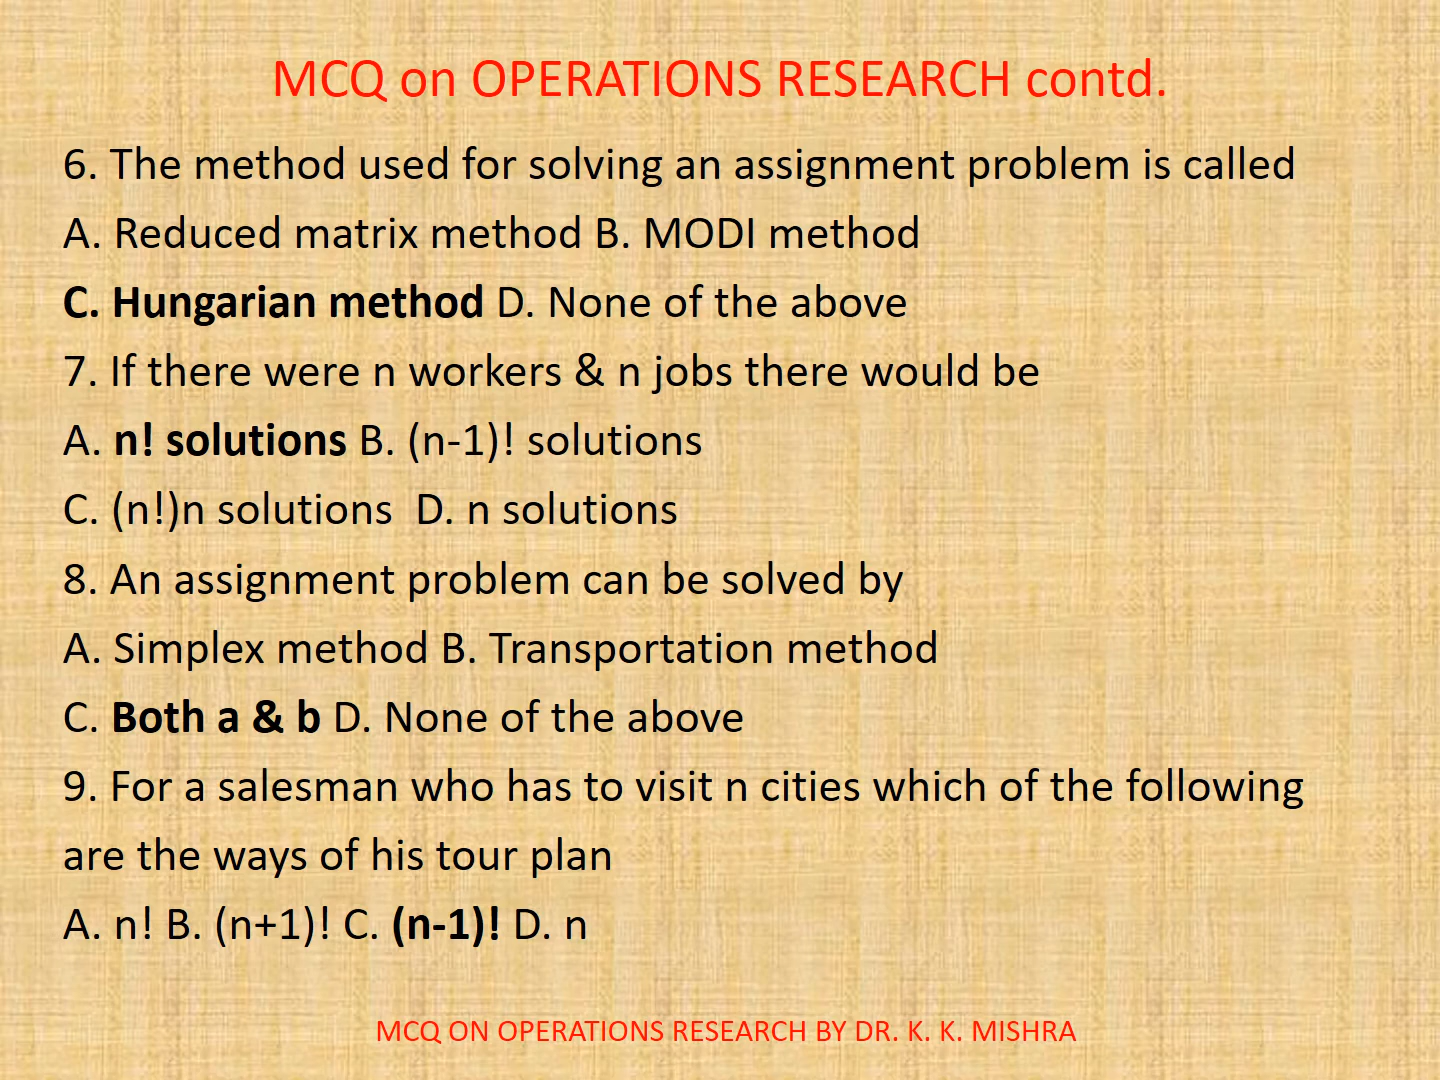 MCQ on OPERATIONS RESEARCH contd.
6. The method used for solving an assignment problem is called
A. Reduced matrix method B. MODI method
C. Hungarian method D. None of the above
7. If there were n workers & n jobs there would be
A. n! solutions B. (n-1)! solutions
C. (n!)n solutions  D. n solutions
8. An assignment problem can be solved by
A. Simplex method B. Transportation method
C. Both a & b D. None of the above
9. For a salesman who has to visit n cities which of the following
are the ways of his tour plan
A. n! B. (n+1)! C. (n-1)! D. n
MCQ ON OPERATIONS RESEARCH BY DR. K. K. MISHRA